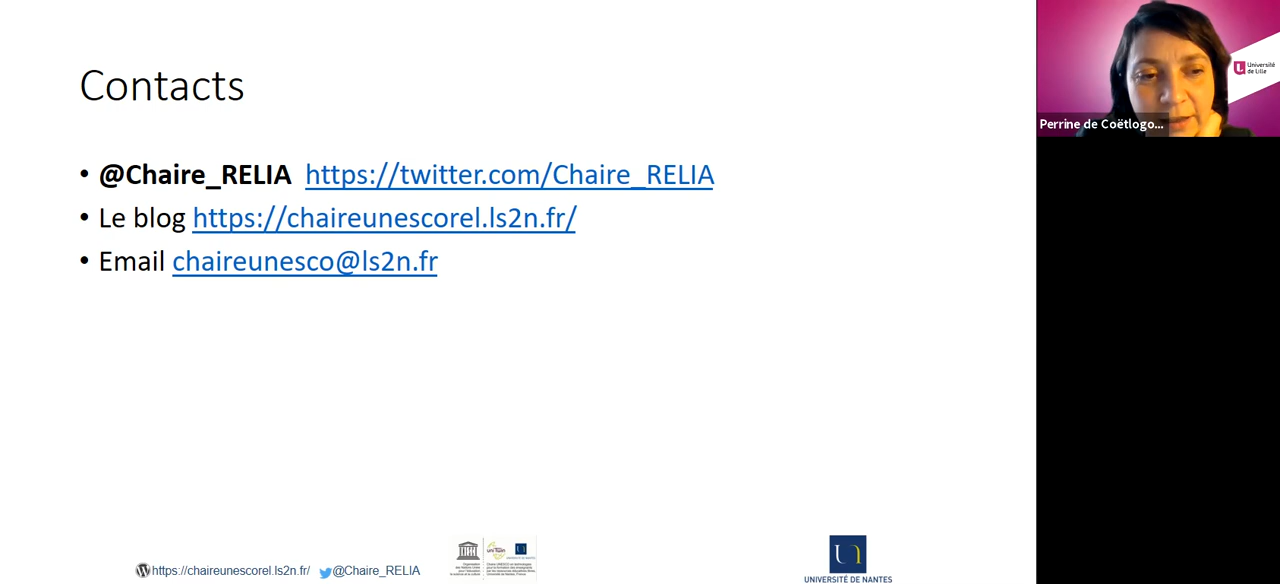 Contacts
• @Chaire_RELIA https://twitter.com/Chaire_RELIA
• Le blog https://chaireunescorel.ls2n.fr/
• Email chaireunesco@ls2n.fr
https://chaireunescorel.ls2n.fr/ @Chaire_RELIA
UNIVERSITÉ DE NANTES
Université
de Lille
Perrine de Coëtlogo...